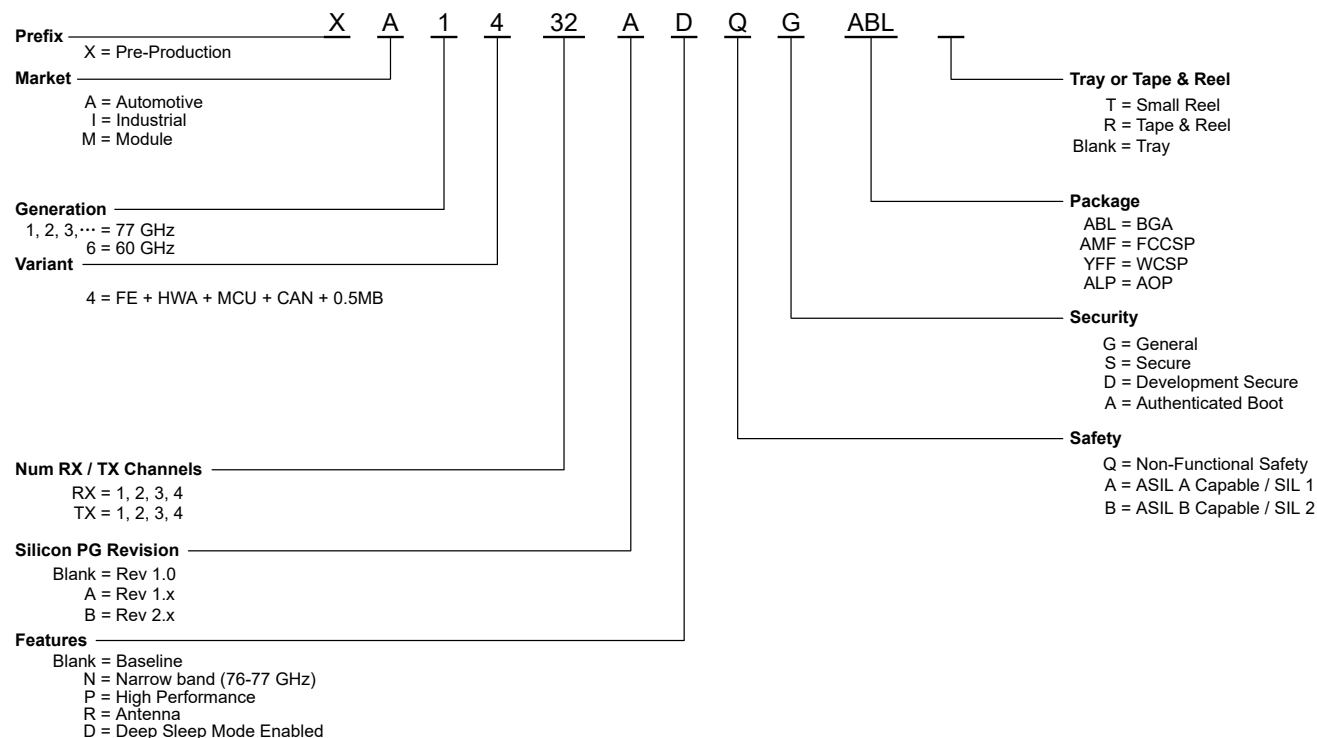 X A 1 4 32 A D Q G ABL
Prefix
X = Pre-Production
Market
A = Automotive
I = Industrial
M = Module
Generation
1, 2, 3,··· = 77 GHz
6 = 60 GHz
Variant
4 = FE + HWA + MCU + CAN + 0.5MB
Num RX / TX Channels
RX = 1, 2, 3, 4
TX = 1, 2, 3, 4
Silicon PG Revision
Blank = Rev 1.0
A = Rev 1.x
B = Rev 2.x
Features
Blank = Baseline
N = Narrow band (76-77 GHz)
P = High Performance
R = Antenna
D = Deep Sleep Mode Enabled
Tray or Tape & Reel
T = Small Reel
R = Tape & Reel
Blank = Tray
Package
ABL = BGA
AMF = FCCSP
YFF = WCSP
ALP = AOP
Security
G = General
S = Secure
D = Development Secure
A = Authenticated Boot
Safety
Q = Non-Functional Safety
A = ASIL A Capable / SIL 1
B = ASIL B Capable / SIL 2